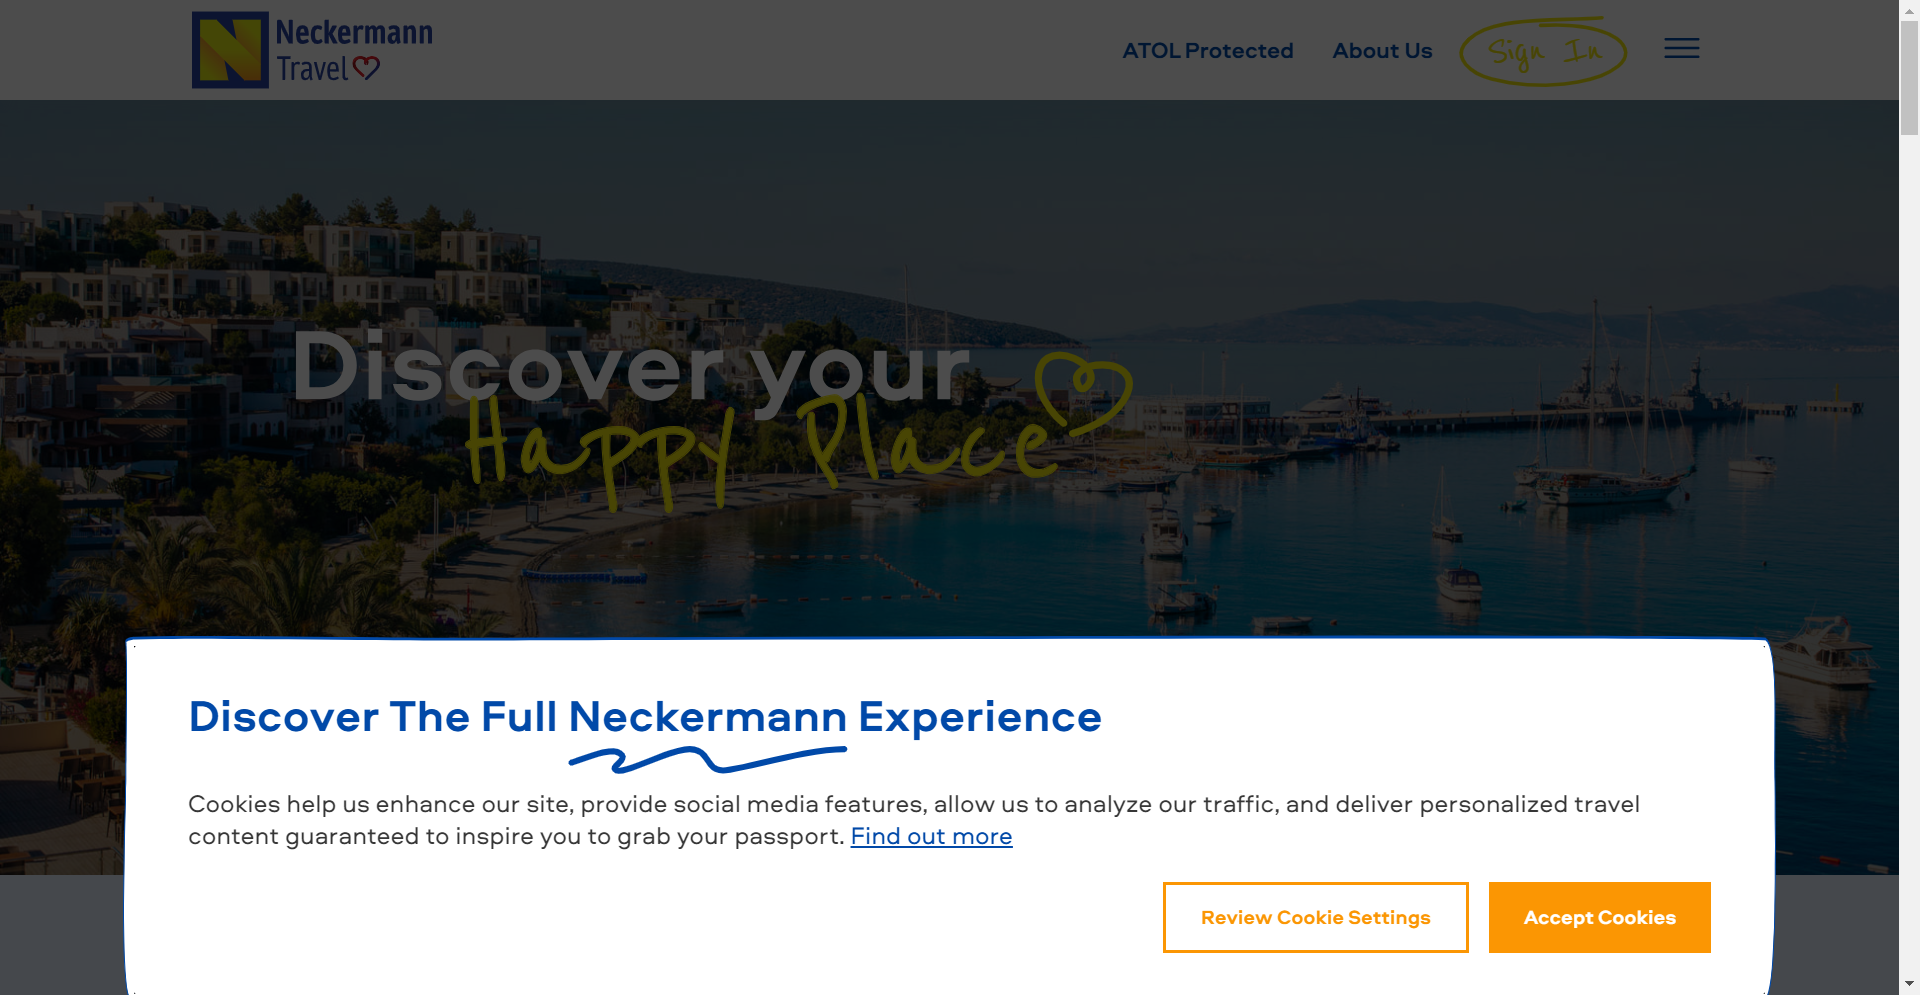 Neckermann
Travel
ATOL Protected
About Us
Sign In
Discover your
Happy Place
Discover The Full Neckermann Experience
Cookies help us enhance our site, provide social media features, allow us to analyze our traffic, and deliver personalized travel
content guaranteed to inspire you to grab your passport. Find out more
Review Cookie Settings
Accept Cookies